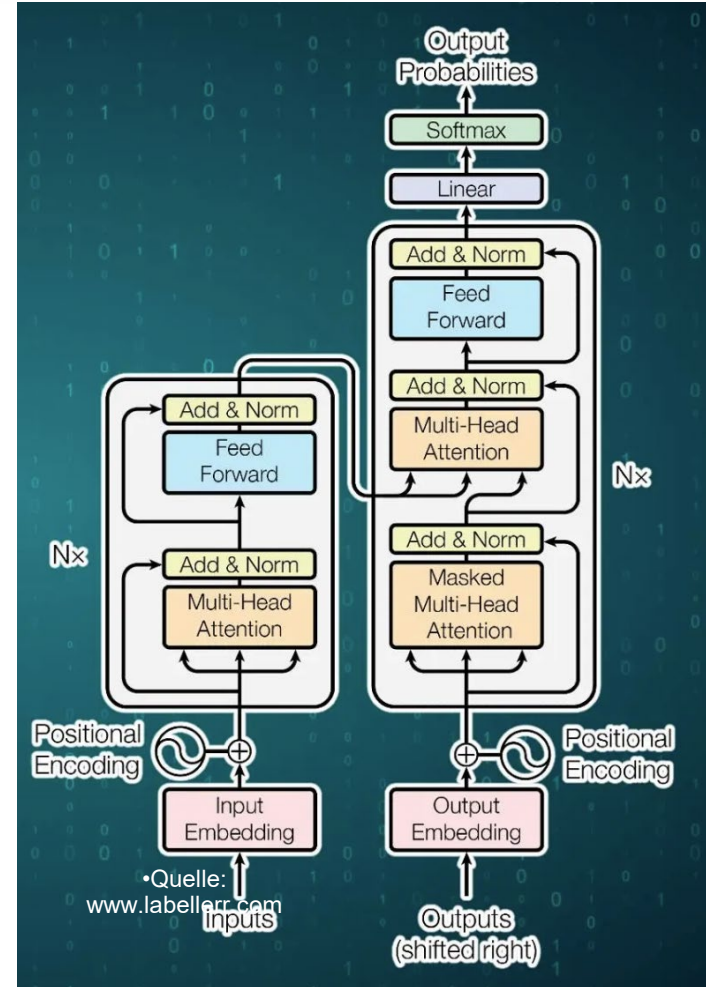 Output
Probabilities
Softmax
Linear
Add & Norm
Feed
Forward
Add & Norm
Multi-Head
Attention
Nx
Add & Norm
Masked
Multi-Head
Attention
Add & Norm
Feed
Forward
Nx
Add & Norm
Multi-Head
Attention
Positional
Encoding
Positional
Encoding
Input
Embedding
Output
Embedding
•Quelle:
www.labellerr.com
Inputs
Outputs
(shifted right)